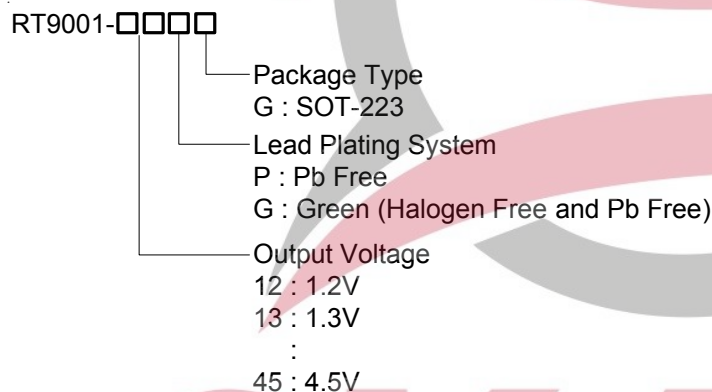 RT9001-□□□□
Package Type
G : SOT-223
Lead Plating System
P : Pb Free
G : Green (Halogen Free and Pb Free)
Output Voltage
12 : 1.2V
13 : 1.3V
:
45 : 4.5V